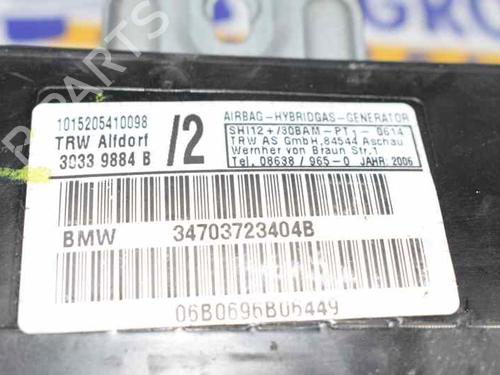 1015205410098
TRW Alfdorf
3033 9884 B
/2
AIRBAG-HYBRIDGAS-GENERATOR
SHI12+/30BAM-PT1-0614
TRW AS GmbH,84544 Aschau
Wernher von Braun Str.1
Tel. 08638/965-0 JAHR:2006
BMW 34703723404B
06B0696B06449
B PARTS